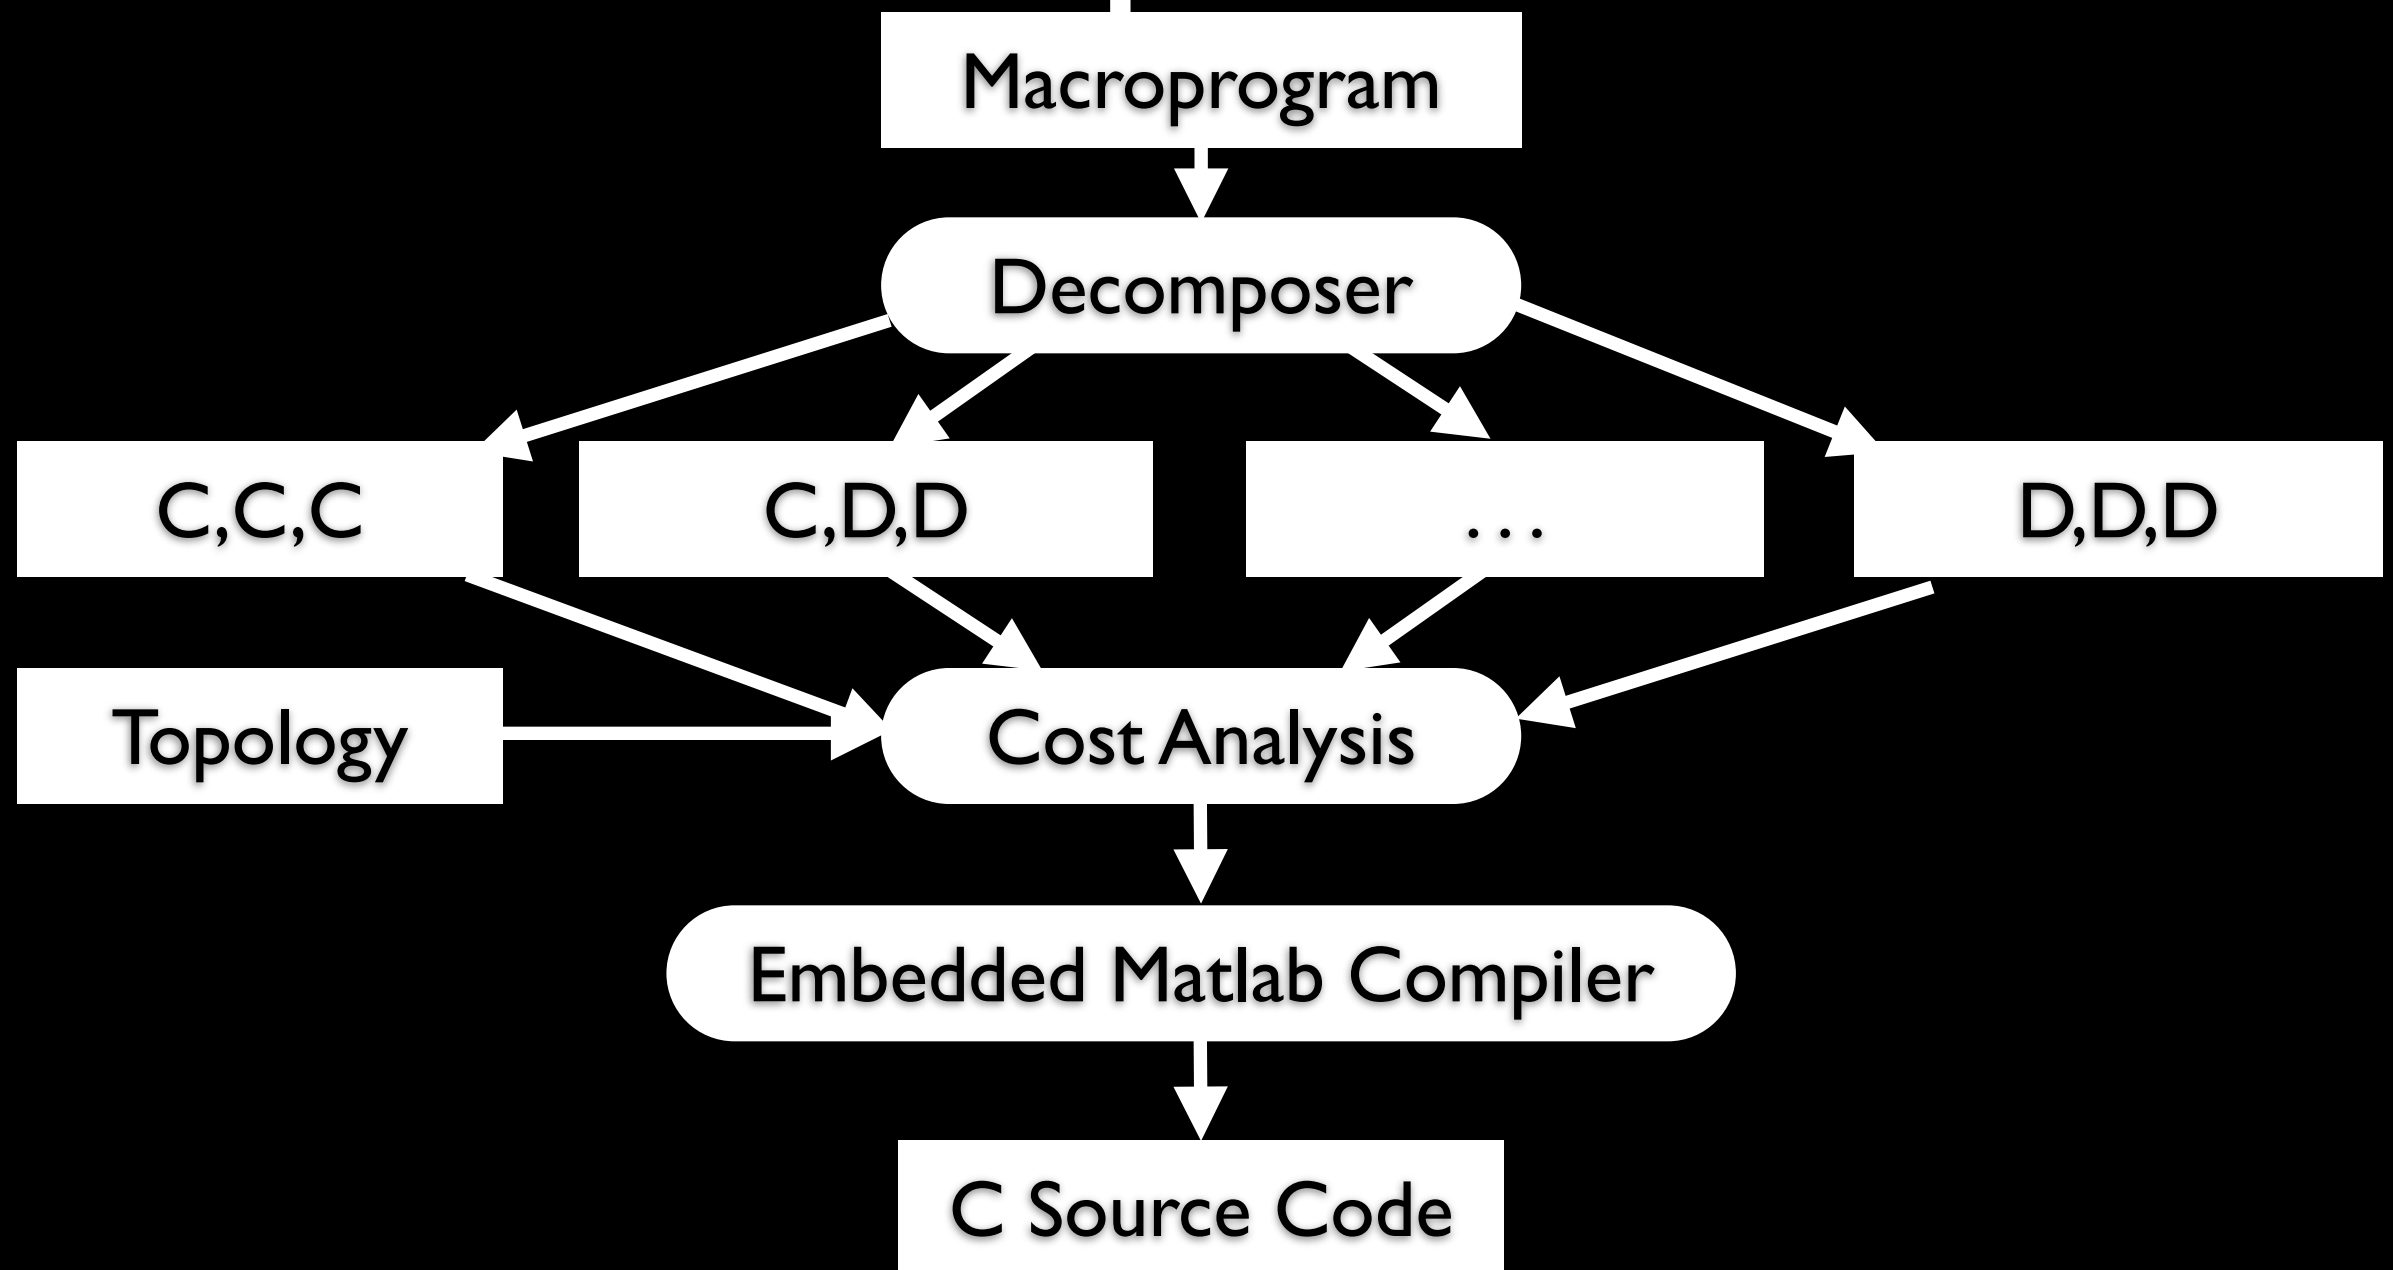 Macroprogram
Decomposer
C,C,C
C,D,D
. . .
D,D,D
Topology
Cost Analysis
Embedded Matlab Compiler
C Source Code